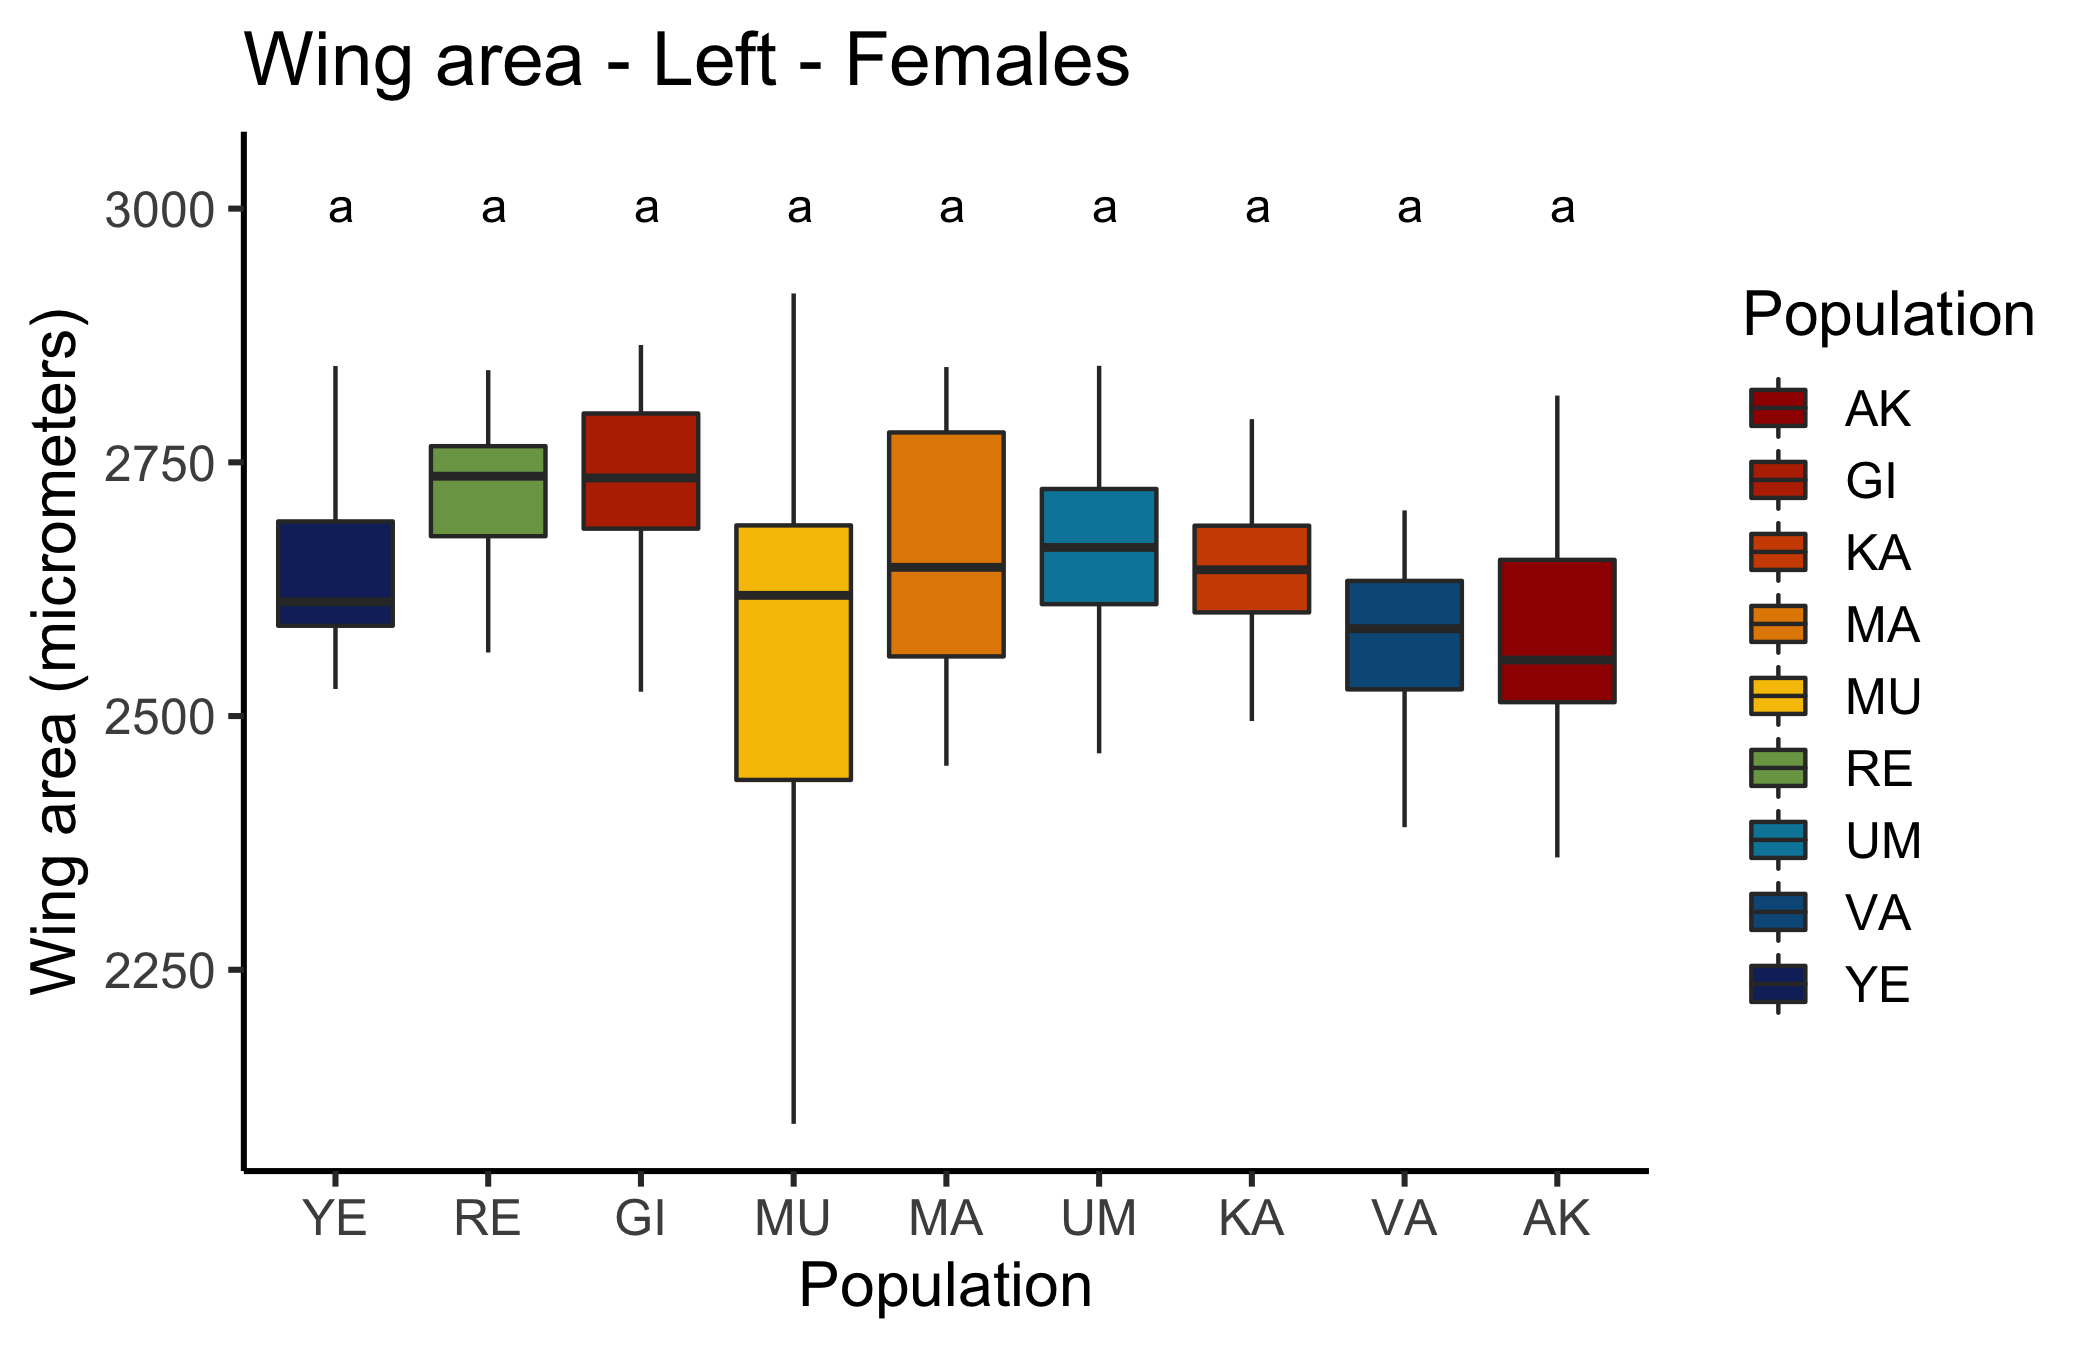 Wing area - Left - Females
Wing area (micrometers)
3000
2750
2500
2250
a a a a a a a a a
YE RE GI MU MA UM KA VA AK
Population
Population
AK
GI
KA
MA
MU
RE
UM
VA
YE